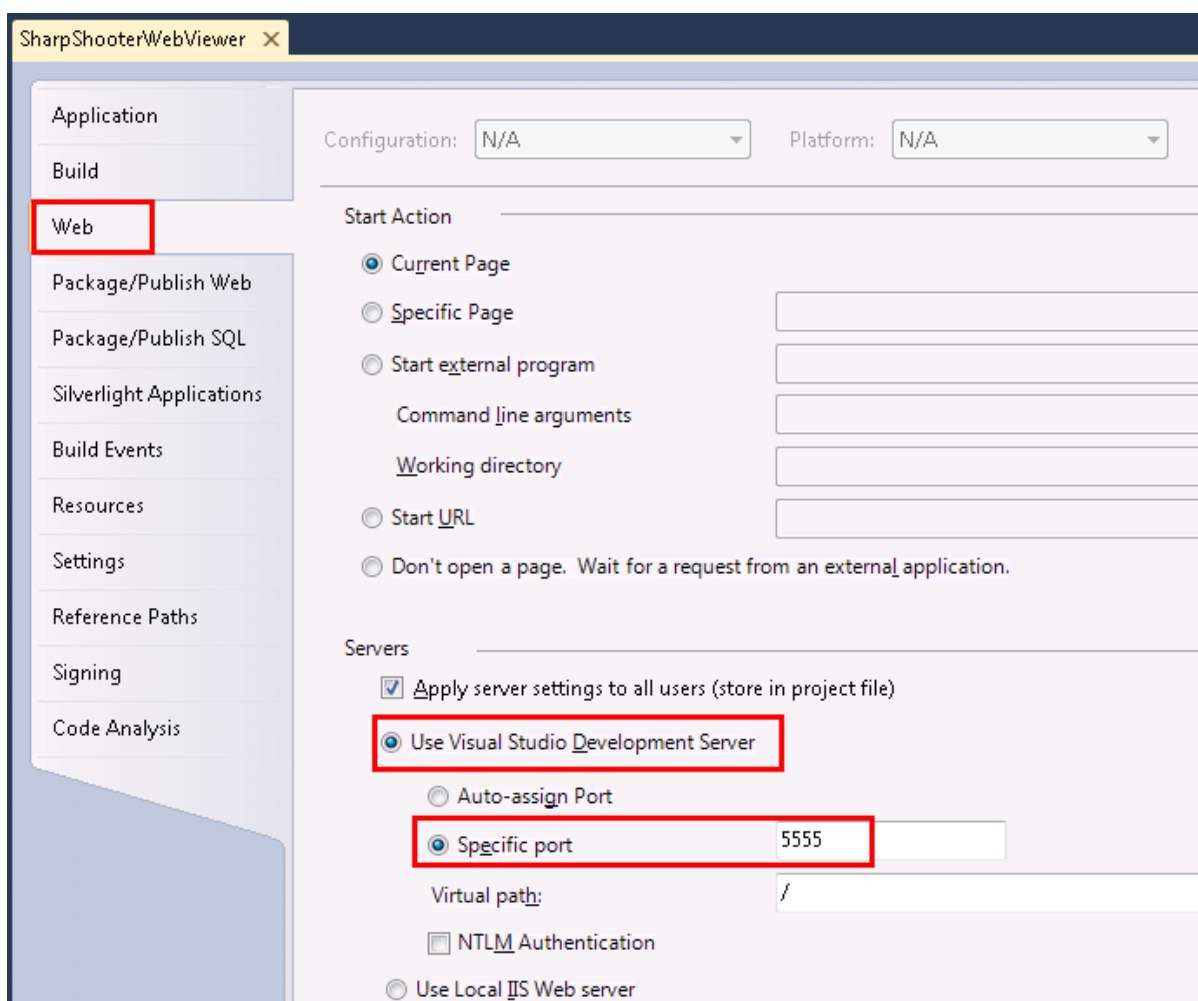 SharpShooterWebViewer
Application
Build
Web
Package/Publish Web
Package/Publish SQL
Silverlight Applications
Build Events
Resources
Settings
Reference Paths
Signing
Code Analysis
Configuration: N/A Platform: N/A
Start Action
Current Page
Specific Page
Start external program
Command line arguments
Working directory
Start URL
Don't open a page. Wait for a request from an external application.
Servers
Apply server settings to all users (store in project file)
Use Visual Studio Development Server
Auto-assign Port
Specific port 5555
Virtual path: /
NTLM Authentication
Use Local IIS Web server